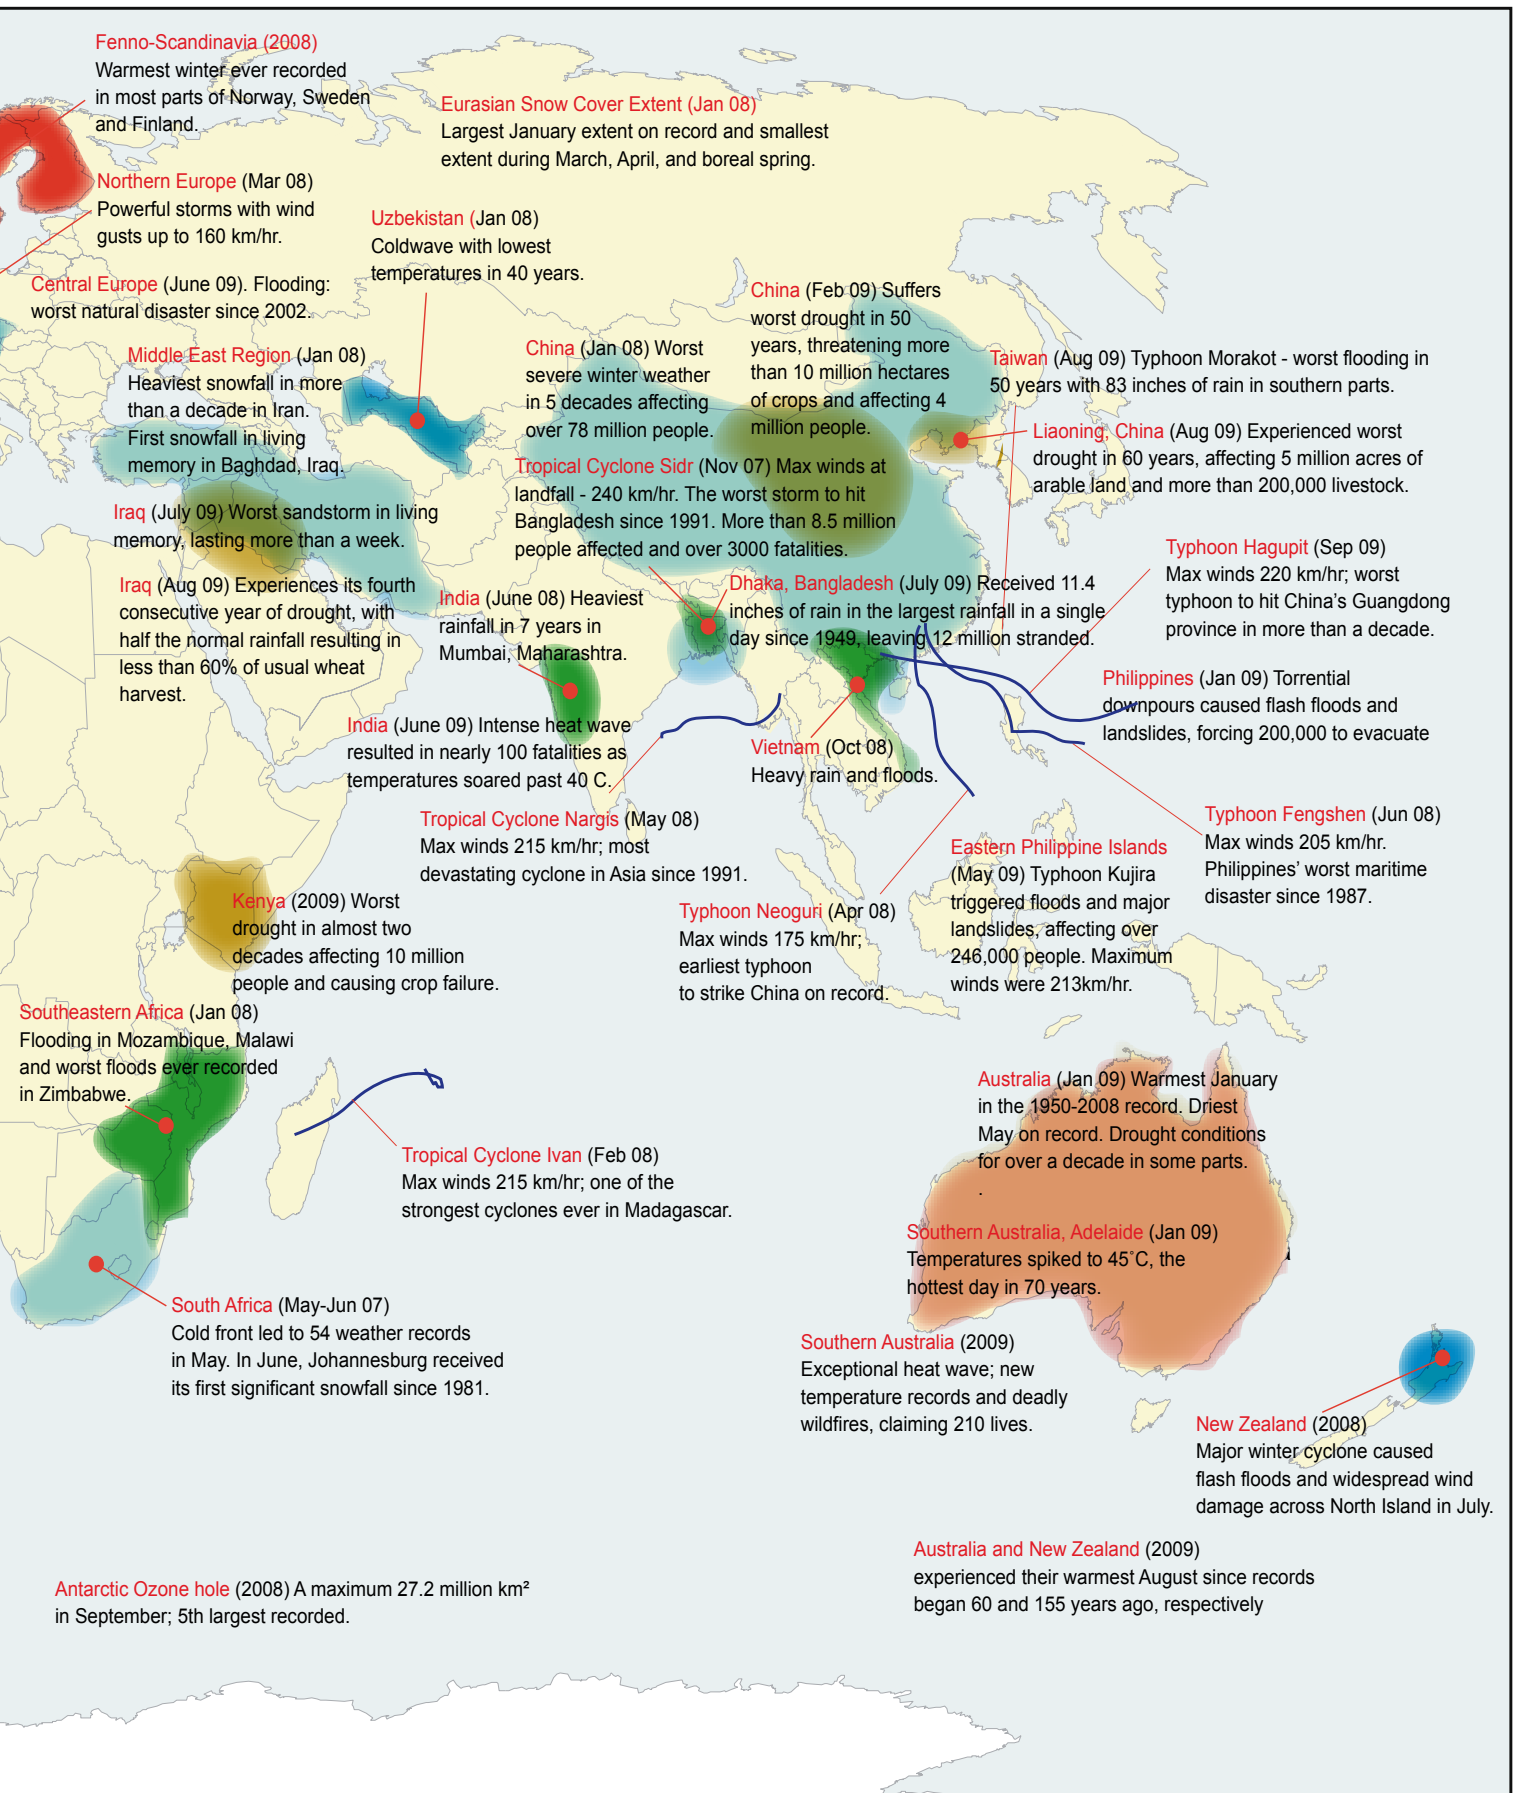 Fenno-Scandinavia (2008)
Warmest winter ever recorded
in most parts of Norway, Sweden
and Finland.
Eurasian Snow Cover Extent (Jan 08)
Largest January extent on record and smallest
extent during March, April, and boreal spring.
Northern Europe (Mar 08)
Powerful storms with wind
gusts up to 160 km/hr.
Uzbekistan (Jan 08)
Coldwave with lowest
temperatures in 40 years.
Central Europe (June 09). Flooding:
worst natural disaster since 2002.
China (Feb 09) Suffers
worst drought in 50
years, threatening more
than 10 million hectares
of crops and affecting 4
million people.
Middle East Region (Jan 08)
Heaviest snowfall in more
than a decade in Iran.
First snowfall in living
memory in Baghdad, Iraq.
China (Jan 08) Worst
severe winter weather
in 5 decades affecting
over 78 million people.
Taiwan (Aug 09) Typhoon Morakot - worst flooding in
50 years with 83 inches of rain in southern parts.
Liaoning, China (Aug 09) Experienced worst
drought in 60 years, affecting 5 million acres of
arable land and more than 200,000 livestock.
Tropical Cyclone Sidr (Nov 07) Max winds at
landfall - 240 km/hr. The worst storm to hit
Bangladesh since 1991. More than 8.5 million
people affected and over 3000 fatalities.
Iraq (July 09) Worst sandstorm in living
memory, lasting more than a week.
Typhoon Hagupit (Sep 09)
Max winds 220 km/hr; worst
typhoon to hit China's Guangdong
province in more than a decade.
Iraq (Aug 09) Experiences its fourth
consecutive year of drought, with
half the normal rainfall resulting in
less than 60% of usual wheat
harvest.
India (June 08) Heaviest
rainfall in 7 years in
Mumbai, Maharashtra.
Dhaka, Bangladesh (July 09) Received 11.4
inches of rain in the largest rainfall in a single
day since 1949, leaving 12 million stranded.
Philippines (Jan 09) Torrential
downpours caused flash floods and
landslides, forcing 200,000 to evacuate
India (June 09) Intense heat wave
resulted in nearly 100 fatalities as
temperatures soared past 40 C.
Vietnam (Oct 08)
Heavy rain and floods.
Tropical Cyclone Nargis (May 08)
Max winds 215 km/hr; most
devastating cyclone in Asia since 1991.
Typhoon Fengshen (Jun 08)
Max winds 205 km/hr.
Philippines' worst maritime
disaster since 1987.
Eastern Philippine Islands
(May 09) Typhoon Kujira
triggered floods and major
landslides, affecting over
246,000 people. Maximum
winds were 213km/hr.
Kenya (2009) Worst
drought in almost two
decades affecting 10 million
people and causing crop failure.
Typhoon Neoguri (Apr 08)
Max winds 175 km/hr;
earliest typhoon
to strike China on record.
Southeastern Africa (Jan 08)
Flooding in Mozambique, Malawi
and worst floods ever recorded
in Zimbabwe.
Australia (Jan 09) Warmest January
in the 1950-2008 record. Driest
May on record. Drought conditions
for over a decade in some parts.
.
Tropical Cyclone Ivan (Feb 08)
Max winds 215 km/hr; one of the
strongest cyclones ever in Madagascar.
Southern Australia, Adelaide (Jan 09)
Temperatures spiked to 45˚C, the
hottest day in 70 years.
South Africa (May-Jun 07)
Cold front led to 54 weather records
in May. In June, Johannesburg received
its first significant snowfall since 1981.
Southern Australia (2009)
Exceptional heat wave; new
temperature records and deadly
wildfires, claiming 210 lives.
New Zealand (2008)
Major winter cyclone caused
flash floods and widespread wind
damage across North Island in July.
Australia and New Zealand (2009)
experienced their warmest August since records
began 60 and 155 years ago, respectively
Antarctic Ozone hole (2008) A maximum 27.2 million km²
in September; 5th largest recorded.